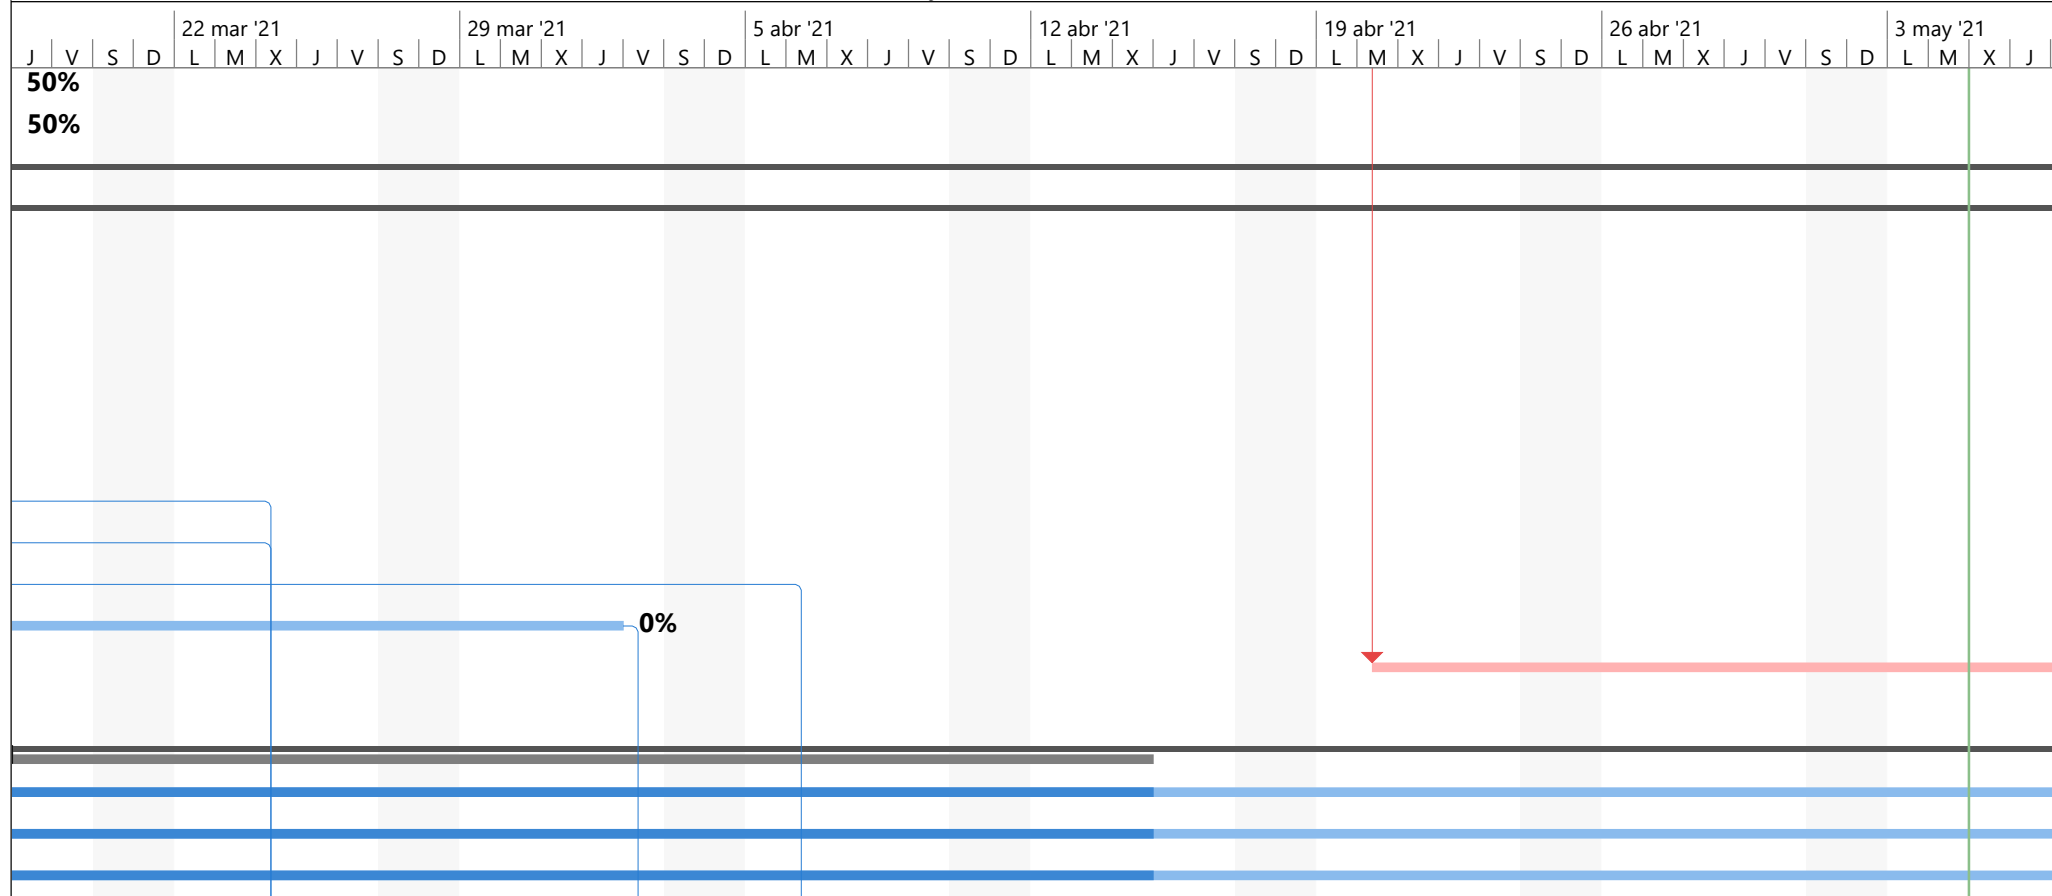 22 mar '21 29 mar '21 5 abr '21 12 abr '21 19 abr '21 26 abr '21 3 may '21
J V S D L M X J V S D L M X J V S D L M X J V S D L M X J V S D L M X J V S D L M X J V S D L M X J
50%
50%
0%